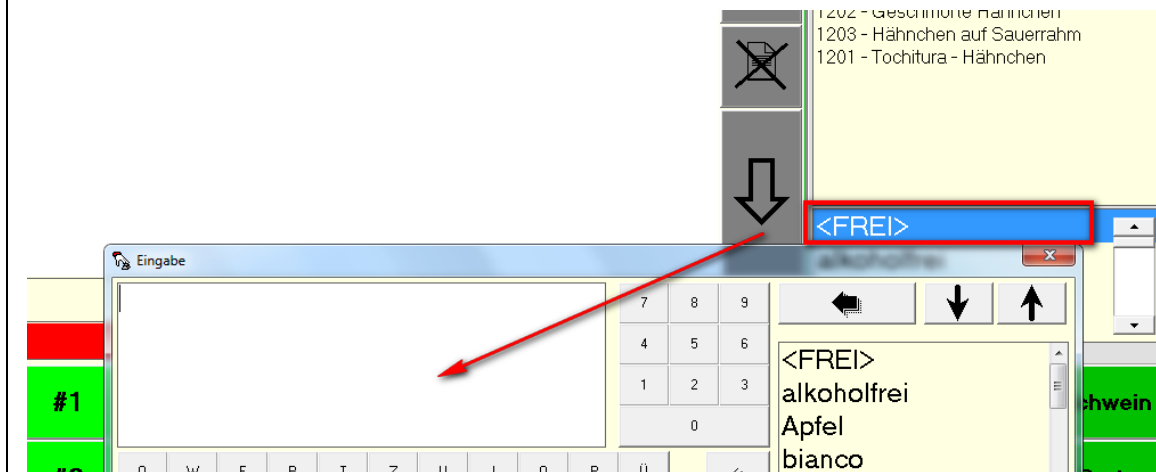 1202 - Geschmorte Hähnchen
1203 - Hähnchen auf Sauerrahm
1201 - Tochitura - Hähnchen
<FREI>
alkoholfrei
Eingabe
7 8 9
4 5 6
1 2 3
0
<FREI>
alkoholfrei
Apfel
bianco
#1
chwein
Q W E R T Z U I O P Ü